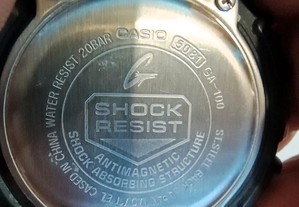 WATER RESIST 20BAR CASIO 5081 GA-100
G
SHOCK
RESIST
ANTIMAGNETIC
SHOCK ABSORBING STRUCTURE
CASED IN CHINA